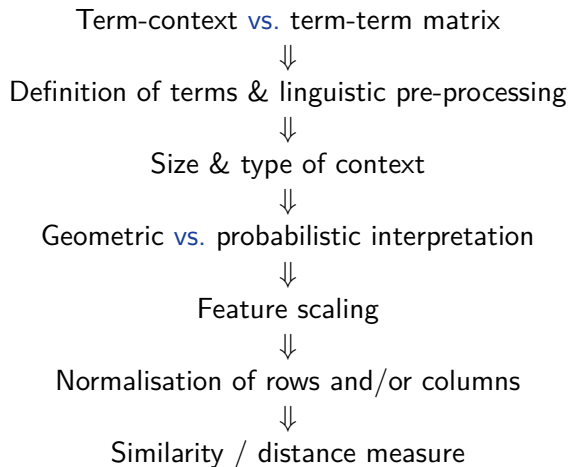 Term-context vs. term-term matrix
⇓
Definition of terms & linguistic pre-processing
⇓
Size & type of context
⇓
Geometric vs. probabilistic interpretation
⇓
Feature scaling
⇓
Normalisation of rows and/or columns
⇓
Similarity / distance measure